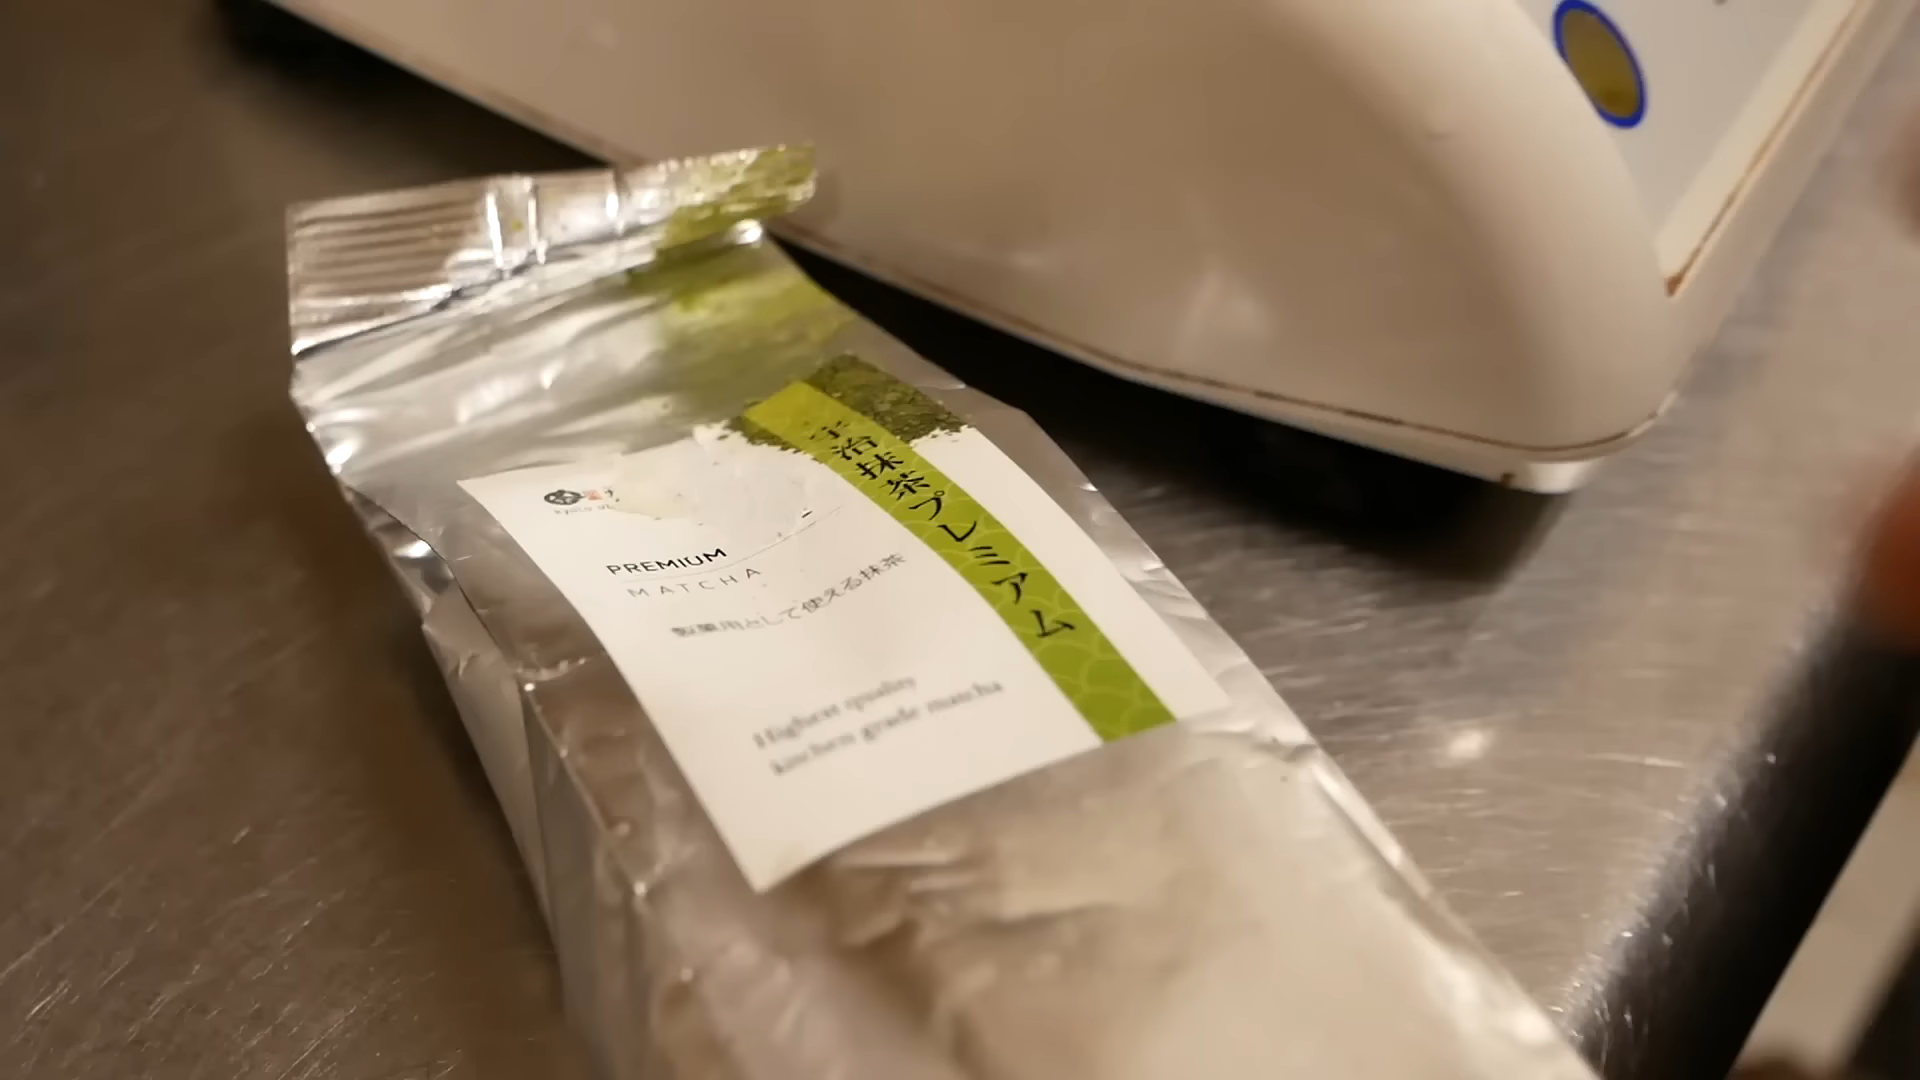 宇治抹茶プレミアム
PREMIUM
MATCHA
製菓用として使える抹茶
Highest quality
kitchen grade matcha